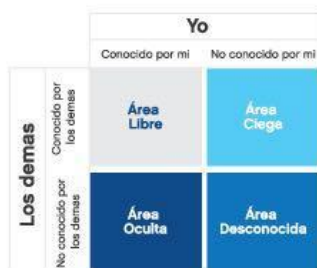 Yo
Conocido por mi
No conocido por mi
Los demas
Conocido por
los demas
Área
Libre
Área
Ciega
No conocido por
los demas
Área
Oculta
Área
Desconocida